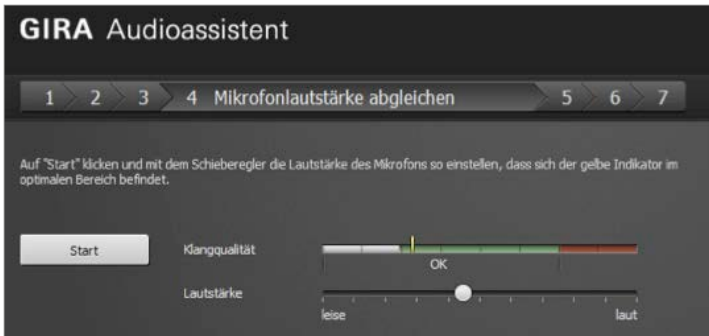 GIRA Audioassistent
1 2 3 4 Mikrofonlautstärke abgleichen 5 6 7
Auf "Start" klicken und mit dem Schieberegler die Lautstärke des Mikrofons so einstellen, dass sich der gelbe Indikator im
optimalen Bereich befindet.
Start Klangqualität
OK
Lautstärke
leise laut